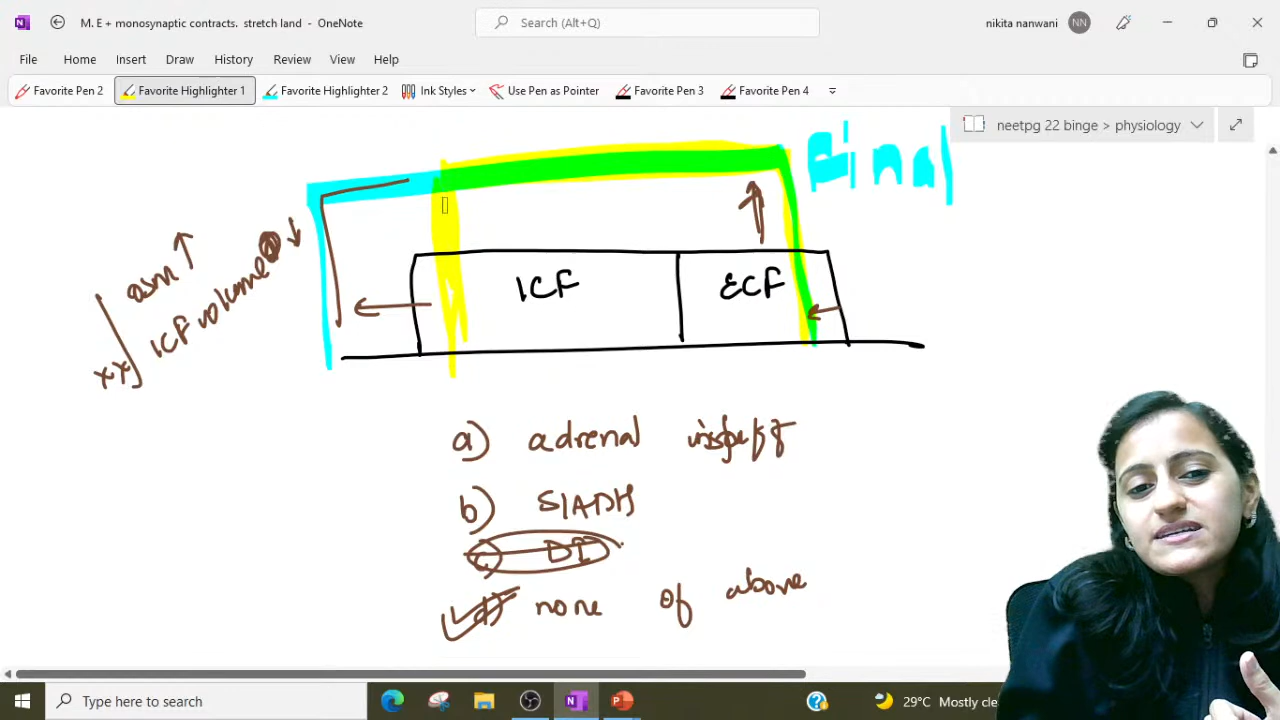 M. E + monosynaptic contracts. stretch land - OneNote
Search (Alt+Q)
nikita nanwani
NN
File Home Insert Draw History Review View Help
Favorite Pen 2 Favorite Highlighter 1 Favorite Highlighter 2 Ink Styles Use Pen as Pointer Favorite Pen 3 Favorite Pen 4
neetpg 22 binge > physiology
Final
osm ↑
ICF volume ↓
ICF ECF
a) adrenal
b) SIADH
c) DI
d) none of above
Type here to search
29°C Mostly cle